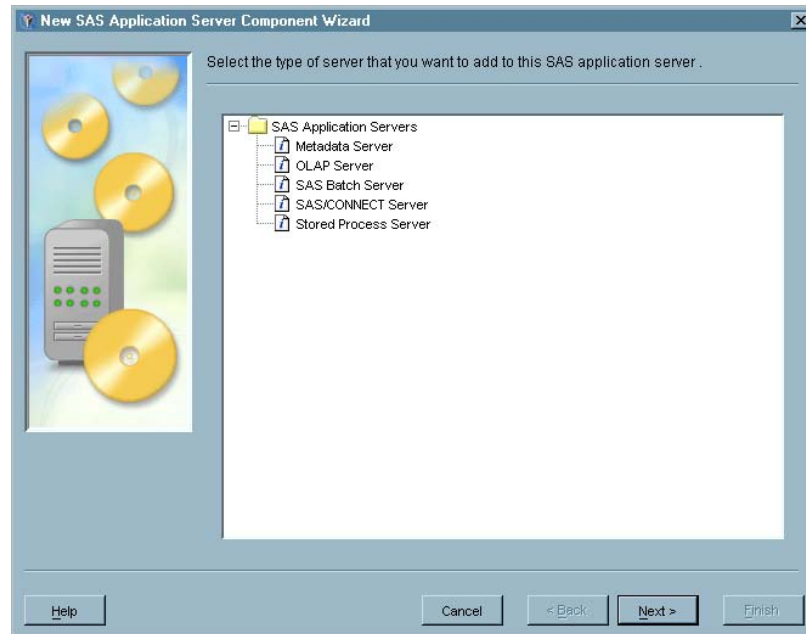 New SAS Application Server Component Wizard
Select the type of server that you want to add to this SAS application server .
SAS Application Servers
Metadata Server
OLAP Server
SAS Batch Server
SAS/CONNECT Server
Stored Process Server
Help
Cancel
< Back
Next >
Finish